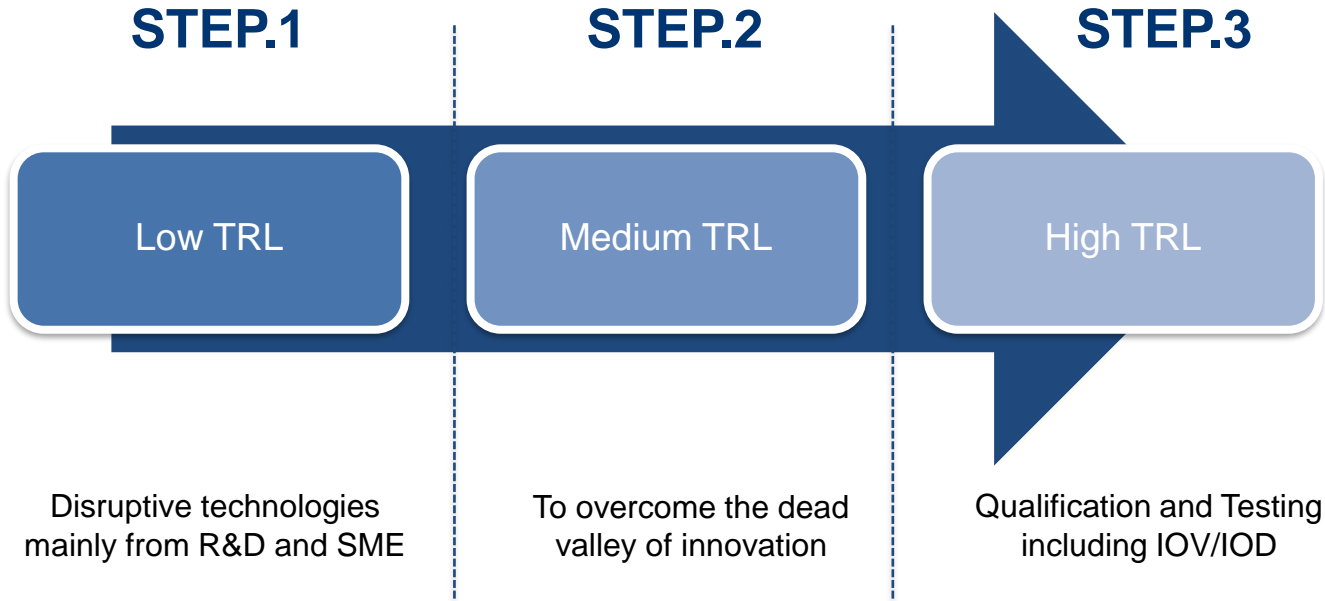 STEP.1
STEP.2
STEP.3
Low TRL
Medium TRL
High TRL
Disruptive technologies
mainly from R&D and SME
To overcome the dead
valley of innovation
Qualification and Testing
including IOV/IOD